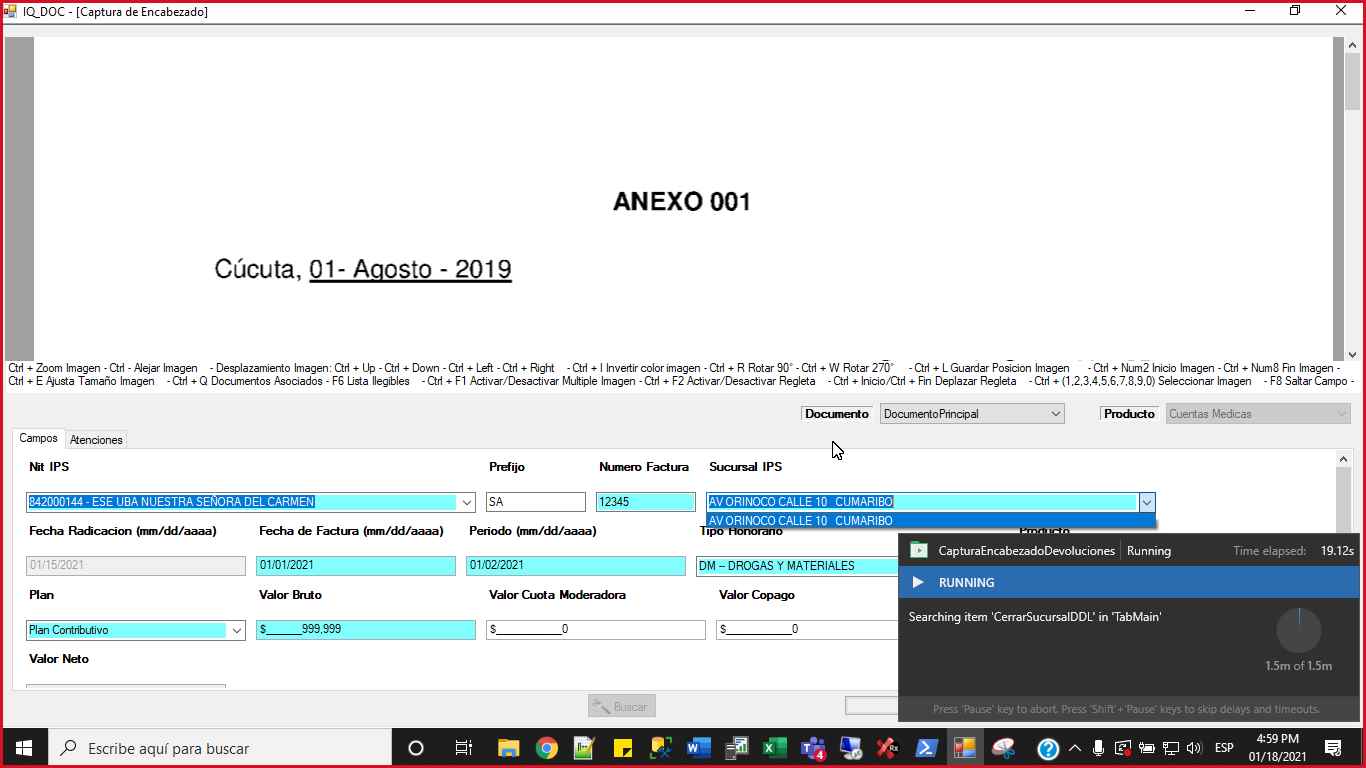 IQ_DOC - [Captura de Encabezado]
ANEXO 001
Cúcuta, 01- Agosto - 2019
Ctrl + Zoom Imagen - Ctrl - Alejar Imagen - Desplazamiento Imagen: Ctrl + Up - Ctrl + Down - Ctrl + Left - Ctrl + Right - Ctrl + I Invertir color imagen - Ctrl + R Rotar 90° - Ctrl + W Rotar 270° - Ctrl + L Guardar Posicion Imagen - Ctrl + Num2 Inicio Imagen - Ctrl + Num8 Fin Imagen -
Ctrl + E Ajusta Tamaño Imagen - Ctrl + Q Documentos Asociados - F6 Lista Ilegibles - Ctrl + F1 Activar/Desactivar Multiple Imagen - Ctrl + F2 Activar/Desactivar Regleta - Ctrl + Inicio/Ctrl + Fin Deplazar Regleta - Ctrl + (1,2,3,4,5,6,7,8,9,0) Seleccionar Imagen - F8 Saltar Campo -
Documento DocumentoPrincipal Producto Cuentas Medicas
Campos Atenciones
Nit IPS Prefijo Numero Factura Sucursal IPS
842000144 - ESE UBA NUESTRA SEÑORA DEL CARMEN SA 12345 AV ORINOCO CALLE 10 CUMARIBO
AV ORINOCO CALLE 10 CUMARIBO
Fecha Radicacion (mm/dd/aaaa) Fecha de Factura (mm/dd/aaaa) Periodo (mm/dd/aaaa) Tipo Honorario Producto
01/15/2021 01/01/2021 01/02/2021 DM – DROGAS Y MATERIALES
CapturaEncabezadoDevoluciones Running Time elapsed: 19.12s
RUNNING
Searching item 'CerrarSucursalDDL' in 'TabMain'
1.5m of 1.5m
Press 'Pause' key to abort. Press 'Shift'+'Pause' keys to skip delays and timeouts.
Plan Valor Bruto Valor Cuota Moderadora Valor Copago
Plan Contributivo $______999,999 $__________0 $__________0
Valor Neto
Buscar
Escribe aquí para buscar
4
ESP
4:59 PM
01/18/2021